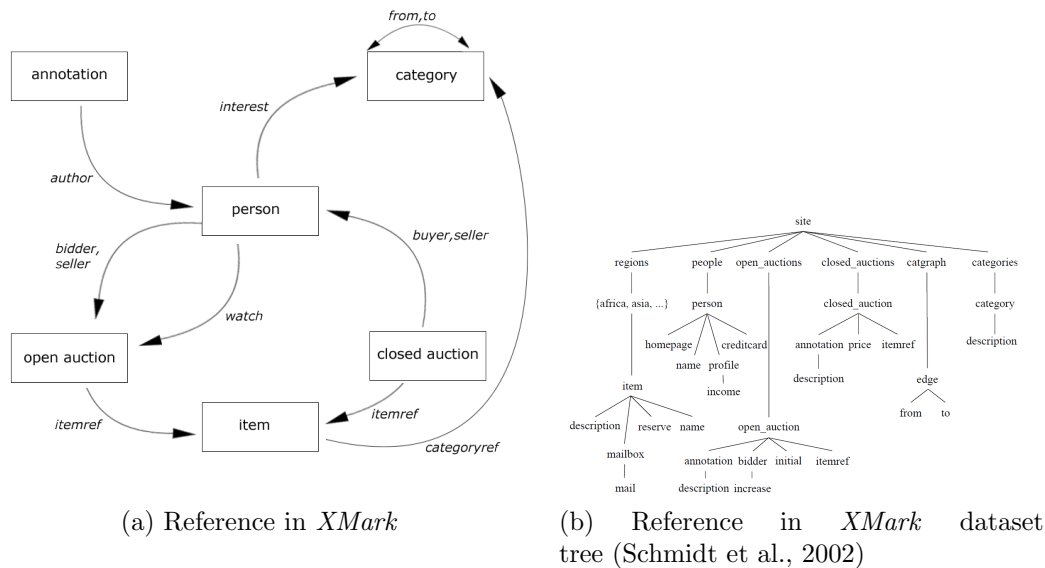 from,to
annotation
category
interest
author
person
buyer,seller
bidder,
seller
watch
open auction
closed auction
itemref
itemref
item
categoryref
(a) Reference in XMark
site
regions people open_auctions closed_auctions catgraph categories
{africa, asia, ...} person closed_auction category
homepage creditcard annotation price itemref description
name profile
description
item income edge
from to
description reserve name open_auction
mailbox
annotation bidder initial itemref
mail description increase
(b) Reference in XMark dataset
tree (Schmidt et al., 2002)